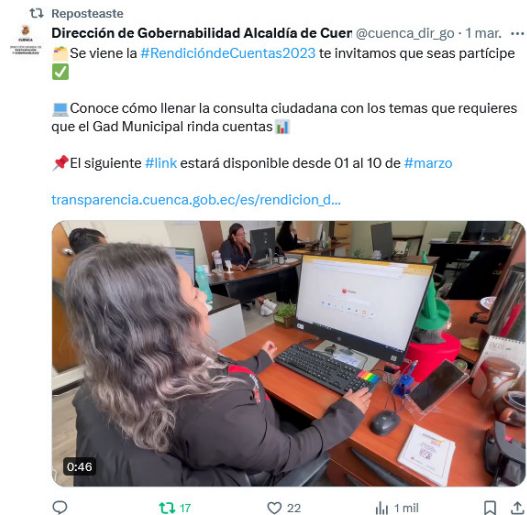 Reposteaste
Dirección de Gobernabilidad Alcaldía de Cuen @cuenca_dir_go · 1 mar.
Se viene la #RendicióndeCuentas2023 te invitamos que seas partícipe
Conoce cómo llenar la consulta ciudadana con los temas que requieres
que el Gad Municipal rinda cuentas
El siguiente #link estará disponible desde 01 al 10 de #marzo
transparencia.cuenca.gob.ec/es/rendicion_d...
0:46
17
22
1 mil